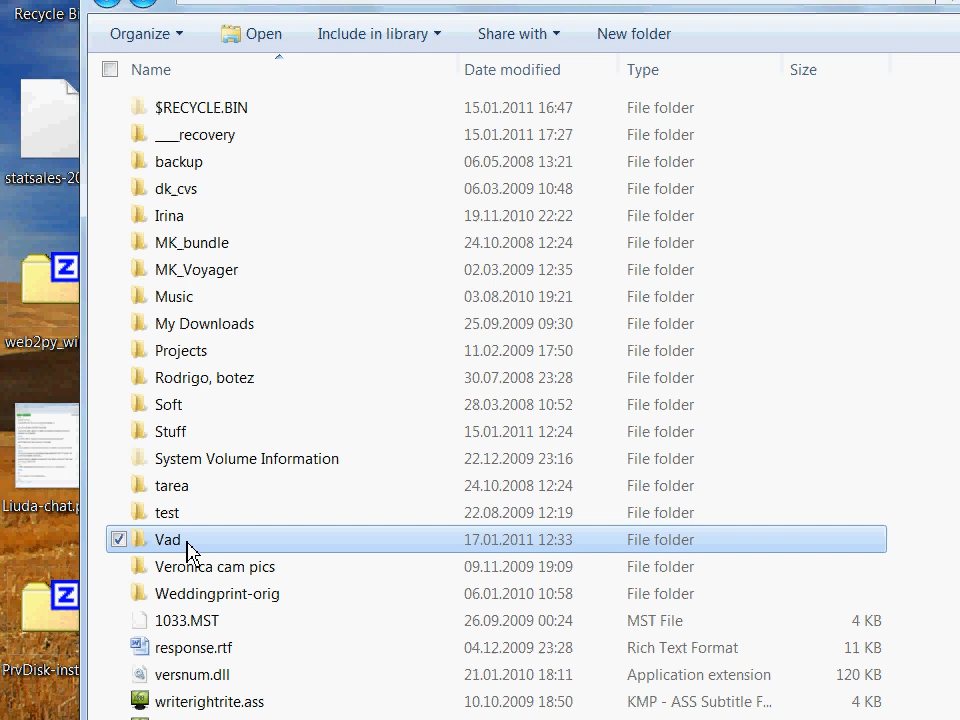 Recycle Bi
Organize Open Include in library Share with New folder
Name Date modified Type Size
$RECYCLE.BIN 15.01.2011 16:47 File folder
___recovery 15.01.2011 17:27 File folder
backup 06.05.2008 13:21 File folder
statsales-20
dk_cvs 06.03.2009 10:48 File folder
Irina 19.11.2010 22:22 File folder
MK_bundle 24.10.2008 12:24 File folder
Z
MK_Voyager 02.03.2009 12:35 File folder
Music 03.08.2010 19:21 File folder
My Downloads 25.09.2009 09:30 File folder
web2py_wi
Projects 11.02.2009 17:50 File folder
Rodrigo, botez 30.07.2008 23:28 File folder
Soft 28.03.2008 10:52 File folder
Stuff 15.01.2011 12:24 File folder
System Volume Information 22.12.2009 23:16 File folder
tarea 24.10.2008 12:24 File folder
Liuda-chat.p
test 22.08.2009 12:19 File folder
Vad 17.01.2011 12:33 File folder
Veronica cam pics 09.11.2009 19:09 File folder
Weddingprint-orig 06.01.2010 10:58 File folder
Z
1033.MST 26.09.2009 00:24 MST File 4 KB
response.rtf 04.12.2009 23:28 Rich Text Format 11 KB
PrvDisk-inst
versnum.dll 21.01.2010 18:11 Application extension 120 KB
writerightrite.ass 10.10.2009 18:50 KMP - ASS Subtitle F... 4 KB